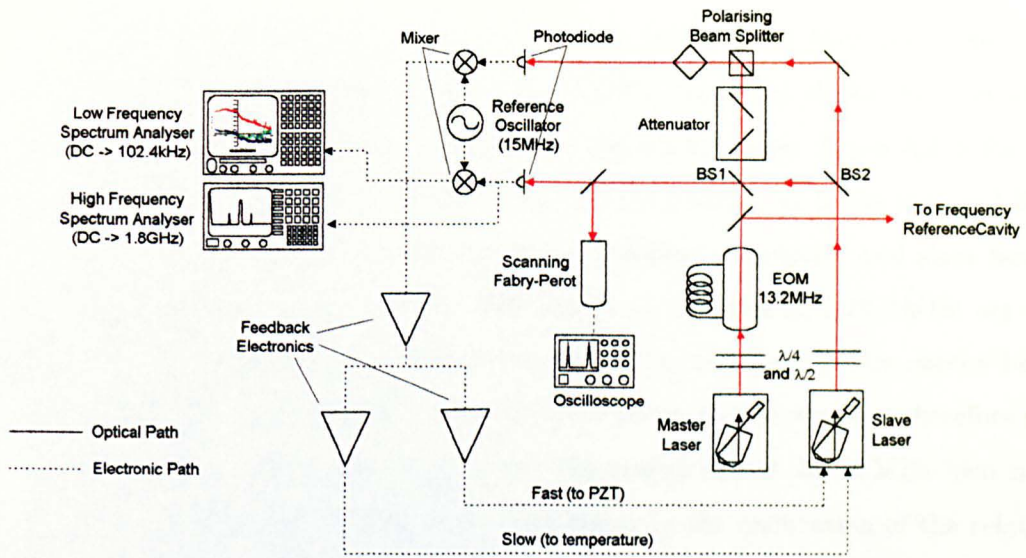 Polarising
Beam Splitter
Mixer
Photodiode
Low Frequency
Spectrum Analyser
(DC -> 102.4kHz)
Reference
Oscillator
(15MHz)
Attenuator
BS1
BS2
High Frequency
Spectrum Analyser
(DC -> 1.8GHz)
To Frequency
ReferenceCavity
Scanning
Fabry-Perot
EOM
13.2MHz
Feedback
Electronics
λ/4
and λ/2
Oscilloscope
Master
Laser
Slave
Laser
Optical Path
Electronic Path
Fast (to PZT)
Slow (to temperature)